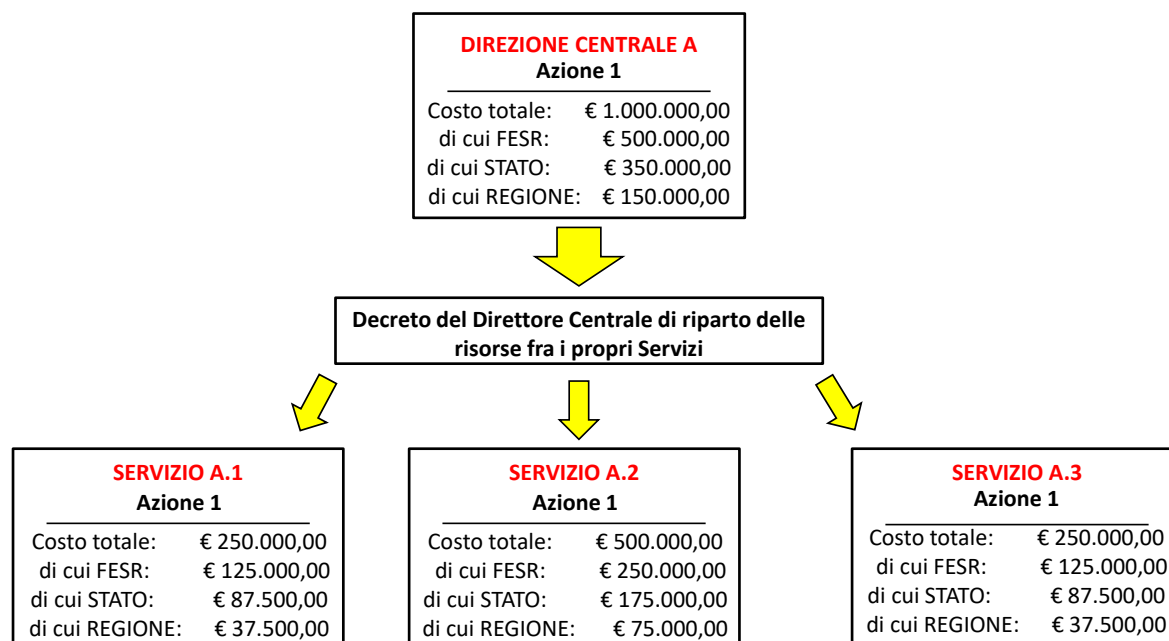 DIREZIONE CENTRALE A
Azione 1
Costo totale: € 1.000.000,00
di cui FESR: € 500.000,00
di cui STATO: € 350.000,00
di cui REGIONE: € 150.000,00
Decreto del Direttore Centrale di riparto delle
risorse fra i propri Servizi
SERVIZIO A.1
Azione 1
Costo totale: € 250.000,00
di cui FESR: € 125.000,00
di cui STATO: € 87.500,00
di cui REGIONE: € 37.500,00
SERVIZIO A.2
Azione 1
Costo totale: € 500.000,00
di cui FESR: € 250.000,00
di cui STATO: € 175.000,00
di cui REGIONE: € 75.000,00
SERVIZIO A.3
Azione 1
Costo totale: € 250.000,00
di cui FESR: € 125.000,00
di cui STATO: € 87.500,00
di cui REGIONE: € 37.500,00